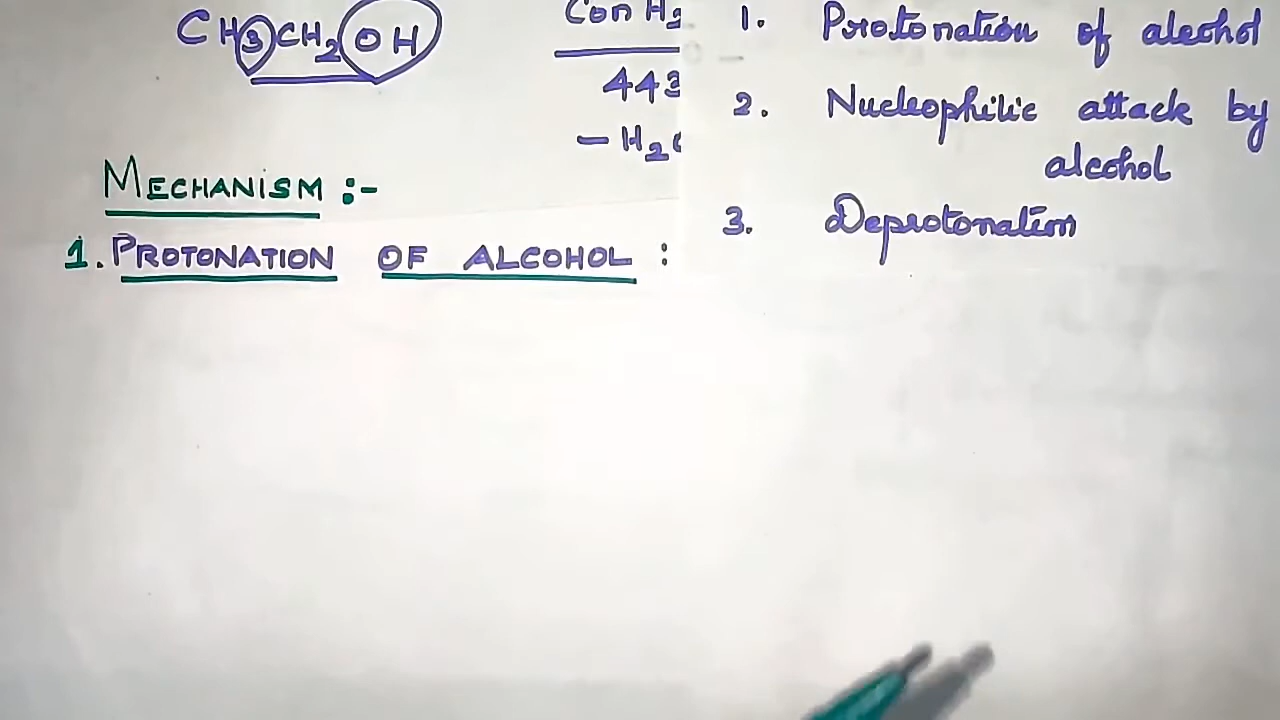 CH3CH2OH
Con H2
443
– H2
MECHANISM :-
1. PROTONATION OF ALCOHOL :
1. Protonation of alcohol
2. Nucleophilic attack by
alcohol
3. Deprotonation